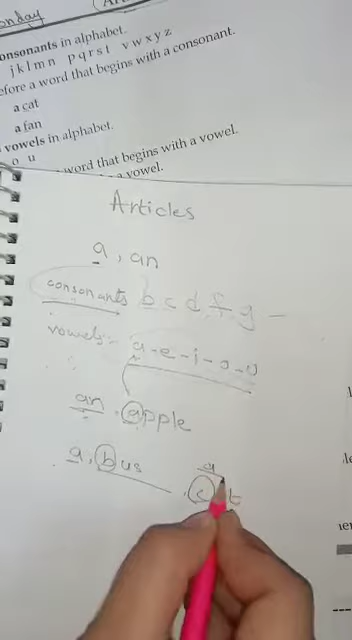 onday
onsonants in alphabet.
j k l m n p q r s t v w x y z
efore a word that begins with a consonant.
a cat
a fan
vowels in alphabet.
o u
word that begins with a vowel.
a vowel.
Articles
a, an
consonants b c d f g -
vowels:- a-e-i-o-u
an. apple
a. bus
a